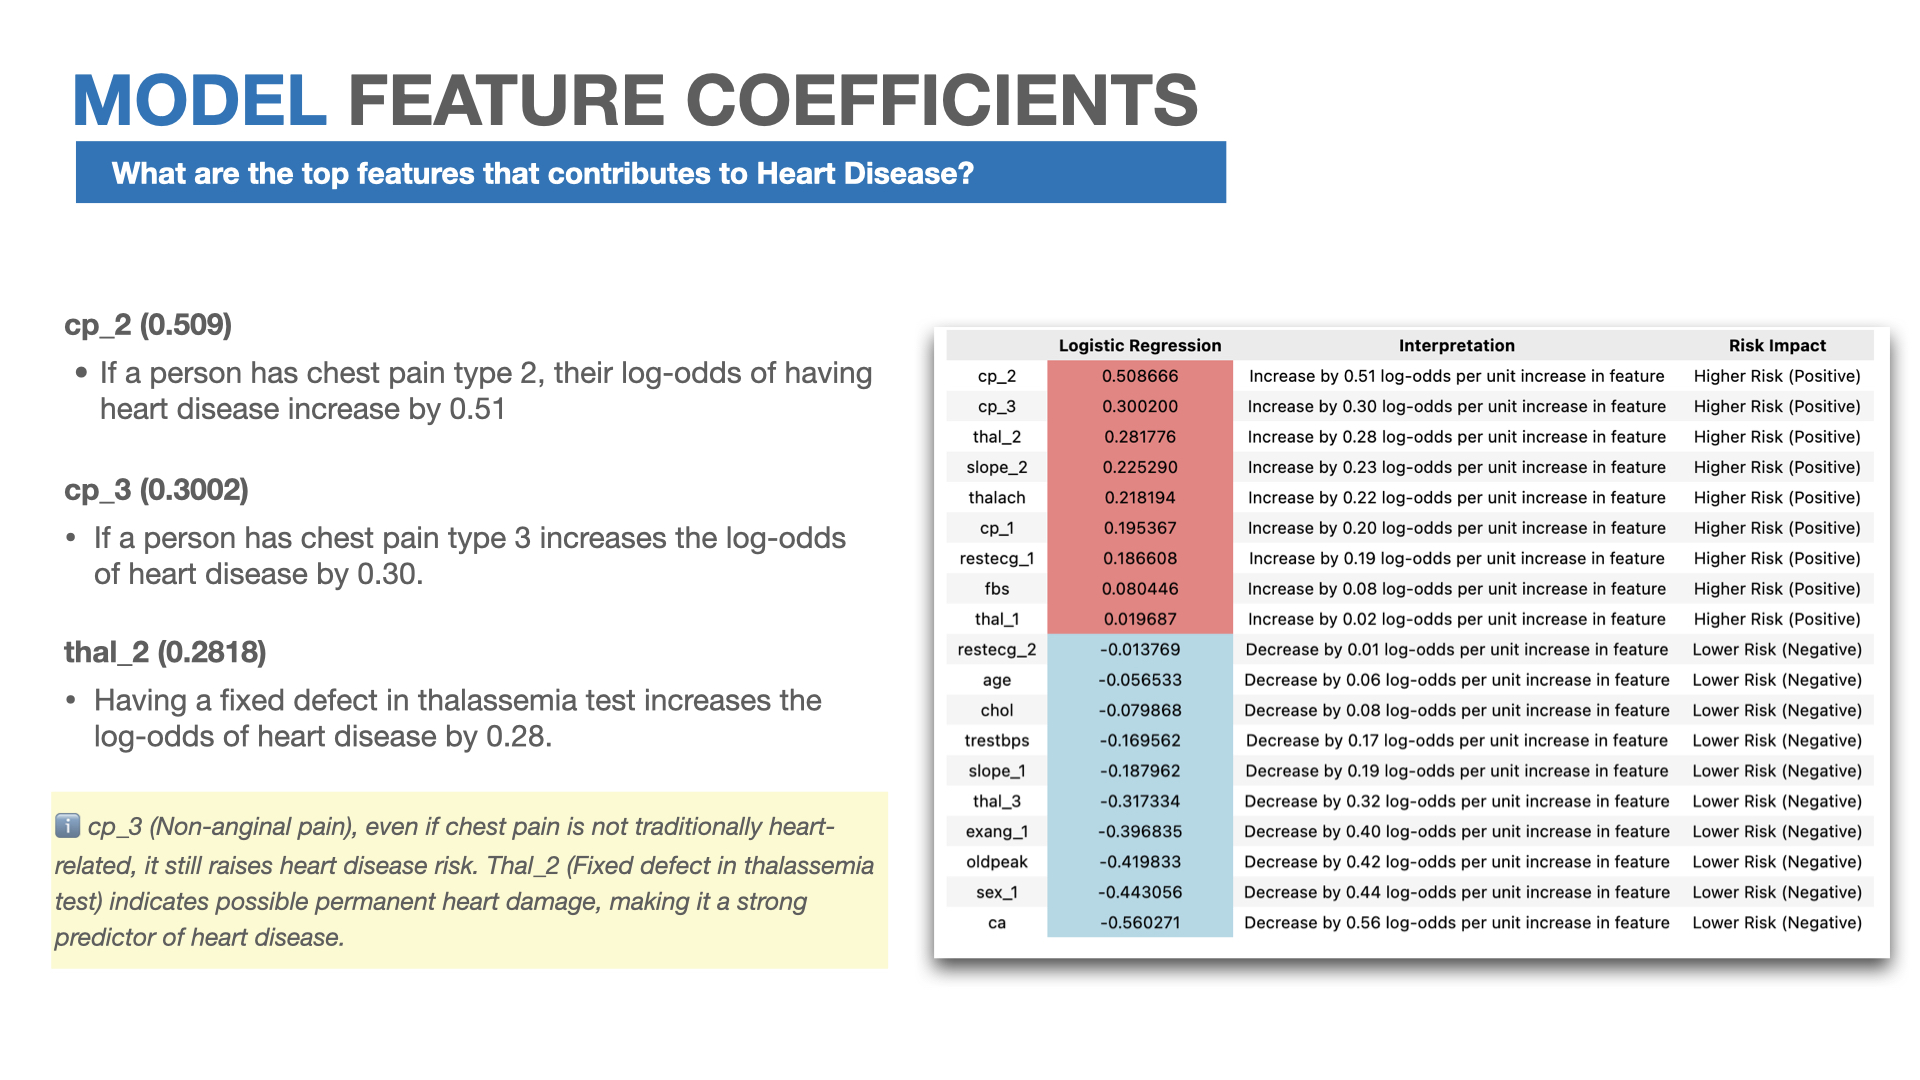 MODEL FEATURE COEFFICIENTS
What are the top features that contributes to Heart Disease?
cp_2 (0.509)
• If a person has chest pain type 2, their log-odds of having
heart disease increase by 0.51
cp_3 (0.3002)
• If a person has chest pain type 3 increases the log-odds
of heart disease by 0.30.
thal_2 (0.2818)
• Having a fixed defect in thalassemia test increases the
log-odds of heart disease by 0.28.
ℹ️ cp_3 (Non-anginal pain), even if chest pain is not traditionally heart-
related, it still raises heart disease risk. Thal_2 (Fixed defect in thalassemia
test) indicates possible permanent heart damage, making it a strong
predictor of heart disease.
Logistic Regression Interpretation Risk Impact
cp_2 0.508666 Increase by 0.51 log-odds per unit increase in feature Higher Risk (Positive)
cp_3 0.300200 Increase by 0.30 log-odds per unit increase in feature Higher Risk (Positive)
thal_2 0.281776 Increase by 0.28 log-odds per unit increase in feature Higher Risk (Positive)
slope_2 0.225290 Increase by 0.23 log-odds per unit increase in feature Higher Risk (Positive)
thalach 0.218194 Increase by 0.22 log-odds per unit increase in feature Higher Risk (Positive)
cp_1 0.195367 Increase by 0.20 log-odds per unit increase in feature Higher Risk (Positive)
restecg_1 0.186608 Increase by 0.19 log-odds per unit increase in feature Higher Risk (Positive)
fbs 0.080446 Increase by 0.08 log-odds per unit increase in feature Higher Risk (Positive)
thal_1 0.019687 Increase by 0.02 log-odds per unit increase in feature Higher Risk (Positive)
restecg_2 -0.013769 Decrease by 0.01 log-odds per unit increase in feature Lower Risk (Negative)
age -0.056533 Decrease by 0.06 log-odds per unit increase in feature Lower Risk (Negative)
chol -0.079868 Decrease by 0.08 log-odds per unit increase in feature Lower Risk (Negative)
trestbps -0.169562 Decrease by 0.17 log-odds per unit increase in feature Lower Risk (Negative)
slope_1 -0.187962 Decrease by 0.19 log-odds per unit increase in feature Lower Risk (Negative)
thal_3 -0.317334 Decrease by 0.32 log-odds per unit increase in feature Lower Risk (Negative)
exang_1 -0.396835 Decrease by 0.40 log-odds per unit increase in feature Lower Risk (Negative)
oldpeak -0.419833 Decrease by 0.42 log-odds per unit increase in feature Lower Risk (Negative)
sex_1 -0.443056 Decrease by 0.44 log-odds per unit increase in feature Lower Risk (Negative)
ca -0.560271 Decrease by 0.56 log-odds per unit increase in feature Lower Risk (Negative)